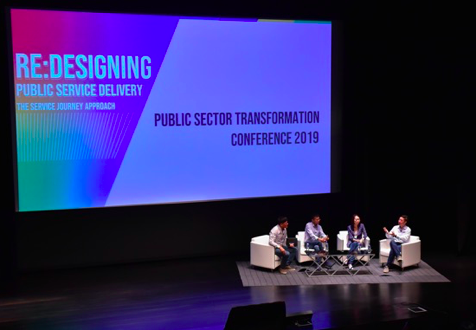 RE:DESIGNING
PUBLIC SERVICE DELIVERY
THE SERVICE JOURNEY APPROACH
PUBLIC SECTOR TRANSFORMATION
CONFERENCE 2019